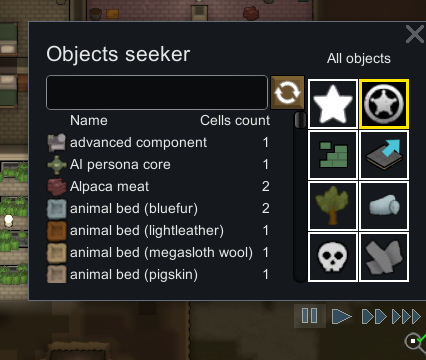 Objects seeker
All objects
Name Cells count
advanced component 1
AI persona core 1
Alpaca meat 2
animal bed (bluefur) 2
animal bed (lightleather) 1
animal bed (megasloth wool) 1
animal bed (pigskin) 1